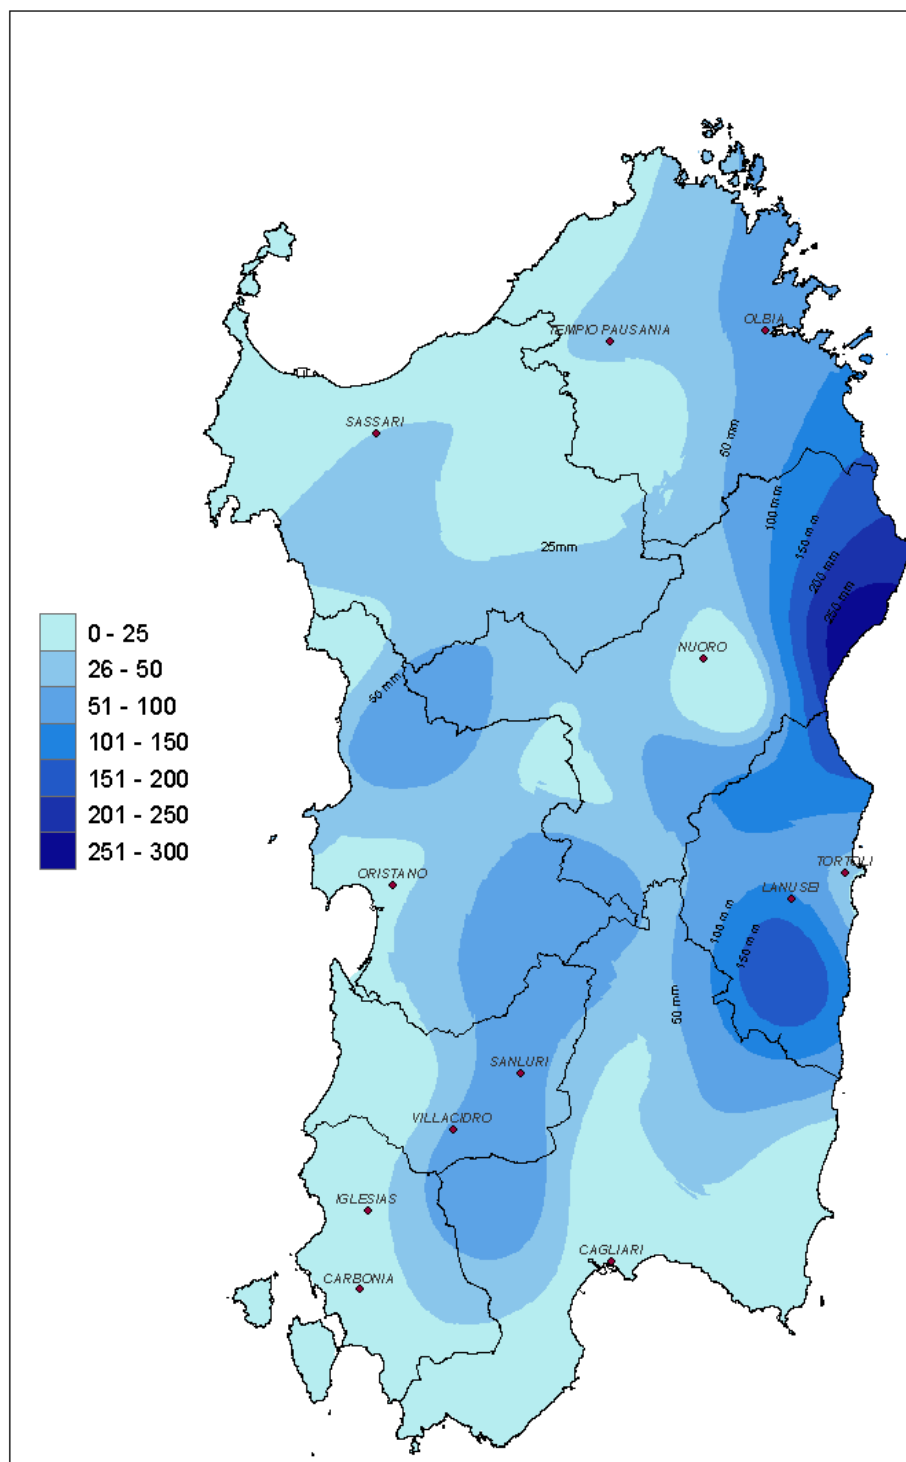 TEMPIO PAUSANIA
OLBIA
SASSARI
50 mm
100 mm
150 mm
25mm
200 mm
250 mm
0 - 25
26 - 50
51 - 100
101 - 150
151 - 200
201 - 250
251 - 300
NUORO
50 mm
TORTOLI
ORISTANO
LANUSEI
100 mm
150 mm
50 mm
SANLURI
VILLACIDRO
IGLESIAS
CAGLIARI
CARBONIA